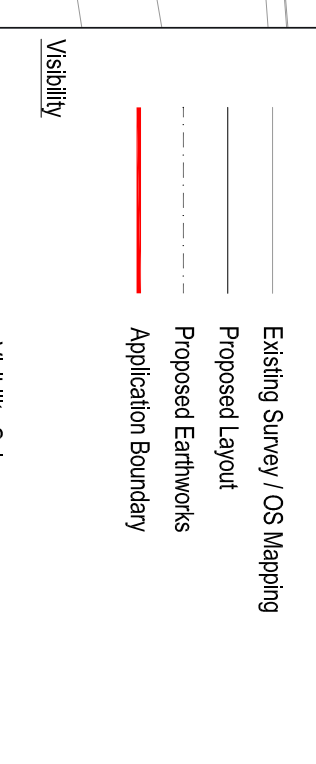 Existing Survey / OS Mapping
Proposed Layout
Proposed Earthworks
Application Boundary
Visibility